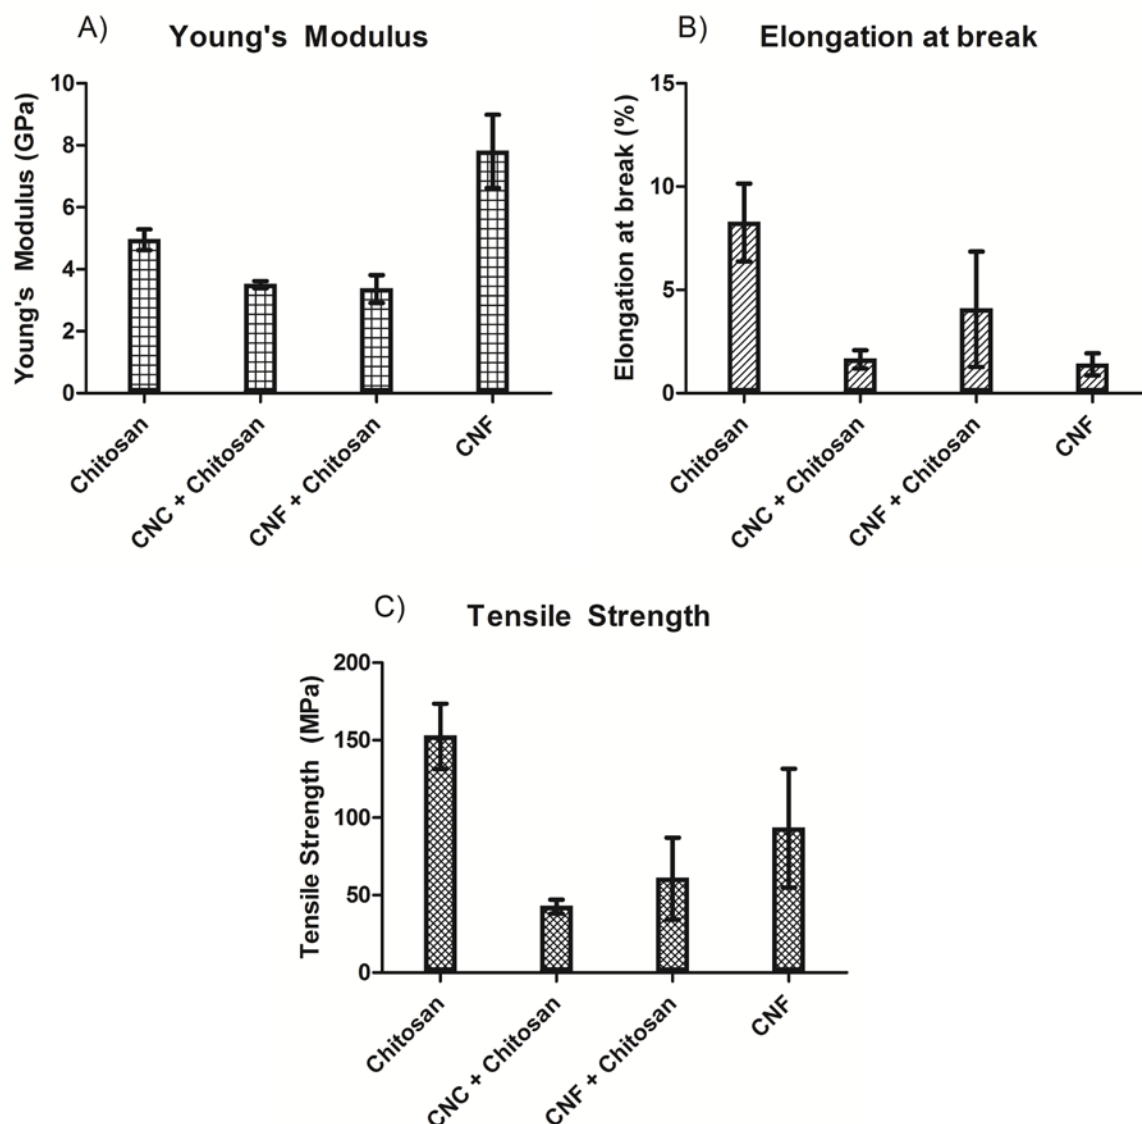 A)
Young's Modulus
Young's Modulus (GPa)
10
8
6
4
2
0
Chitosan
CNC + Chitosan
CNF + Chitosan
CNF
B)
Elongation at break
Elongation at break (%)
15
10
5
0
Chitosan
CNC + Chitosan
CNF + Chitosan
CNF
C)
Tensile Strength
Tensile Strength (MPa)
200
150
100
50
0
Chitosan
CNC + Chitosan
CNF + Chitosan
CNF